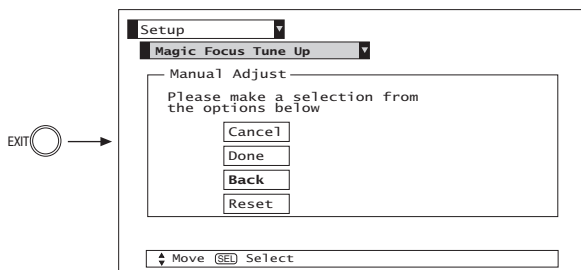 Setup
Magic Focus Tune Up
Manual Adjust
Please make a selection from
the options below
Cancel
Done
EXIT
Back
Reset
Move SEL Select